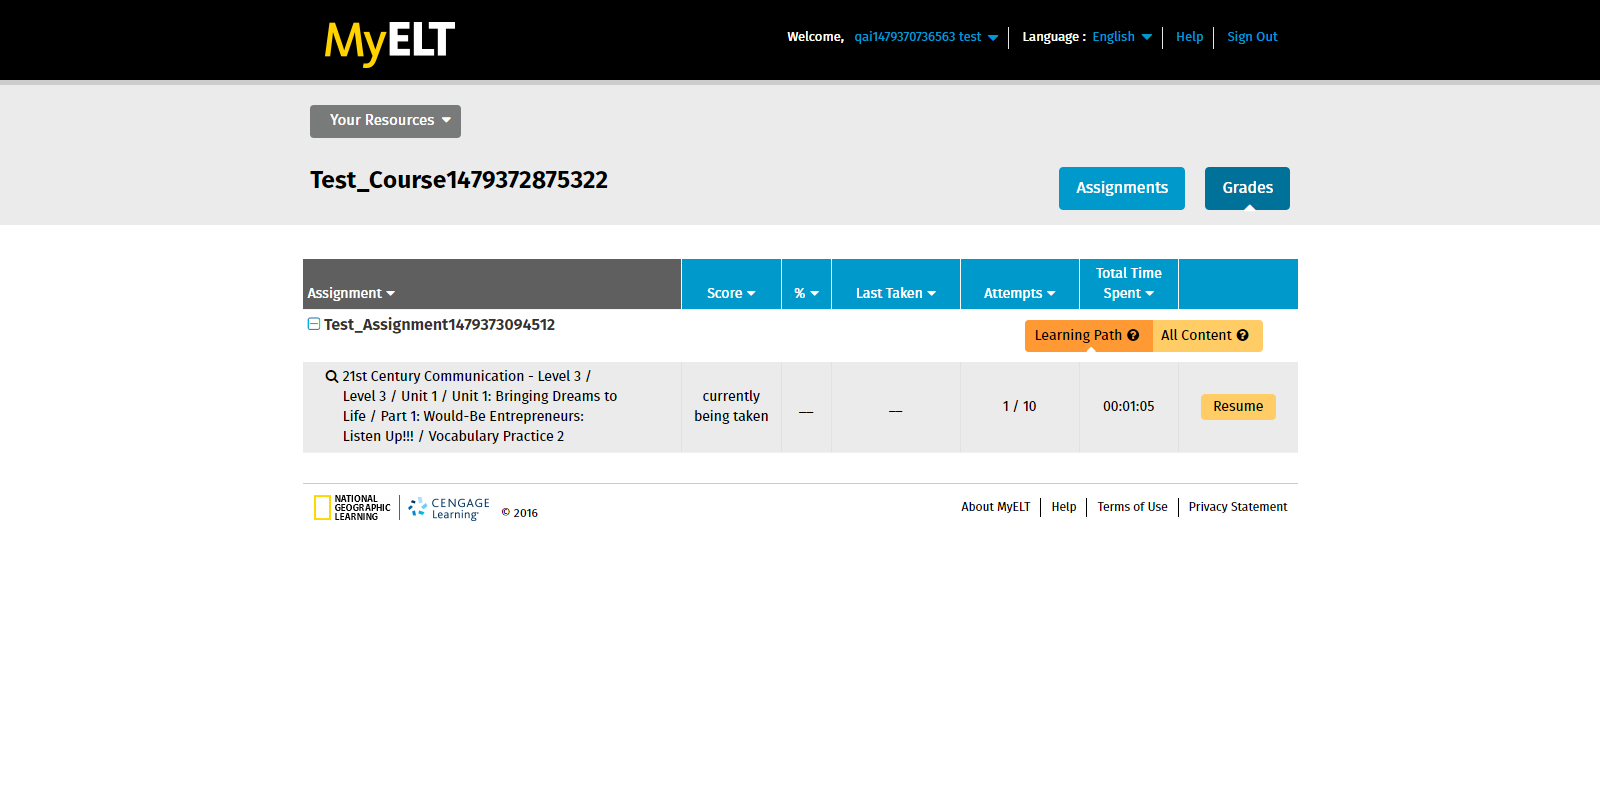 MyELT
Welcome, qai1479370736563 test
Language : English
Help
Sign Out
Your Resources
Test_Course1479372875322
Assignments
Grades
Assignment
Score
%
Last Taken
Attempts
Total Time
Spent
Test_Assignment1479373094512
Learning Path ?
All Content ?
21st Century Communication - Level 3 /
Level 3 / Unit 1 / Unit 1: Bringing Dreams to
Life / Part 1: Would-Be Entrepreneurs:
Listen Up!!! / Vocabulary Practice 2
currently
being taken
__
__
1 / 10
00:01:05
Resume
NATIONAL
GEOGRAPHIC
LEARNING
CENGAGE
Learning
© 2016
About MyELT
Help
Terms of Use
Privacy Statement